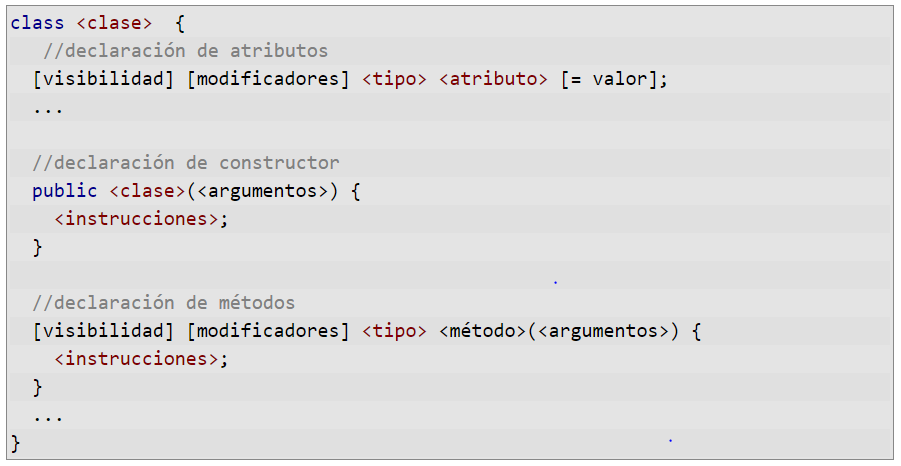 class <clase>  {
   //declaración de atributos
  [visibilidad] [modificadores] <tipo> <atributo> [= valor];
  ...
  //declaración de constructor
  public <clase>(<argumentos>) {
    <instrucciones>;
  }
  //declaración de métodos
  [visibilidad] [modificadores] <tipo> <método>(<argumentos>) {
    <instrucciones>;
  }
  ...
}